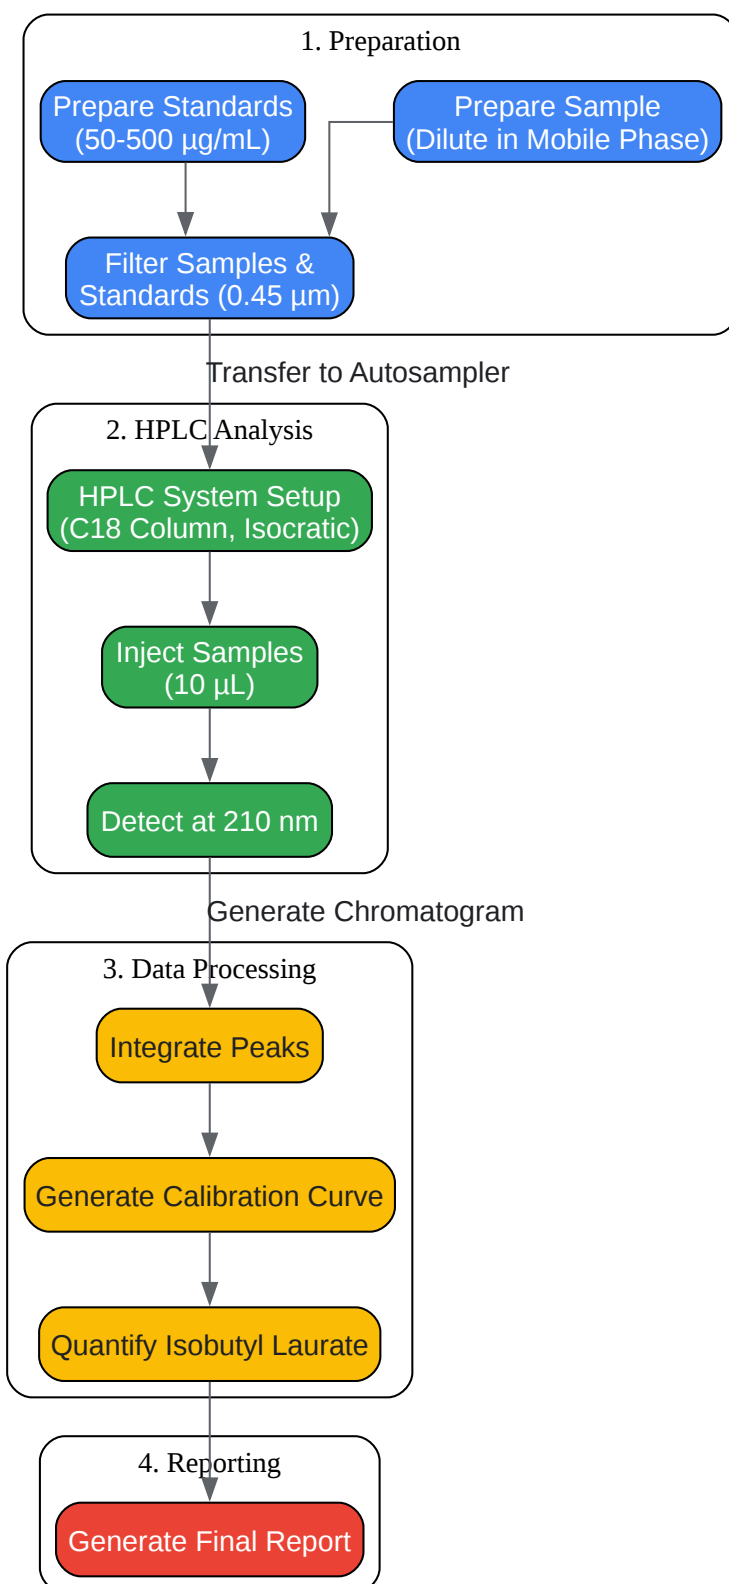 1. Preparation
Prepare Standards
(50-500 µg/mL)
Prepare Sample
(Dilute in Mobile Phase)
Filter Samples &
Standards (0.45 µm)
Transfer to Autosampler
2. HPLC Analysis
HPLC System Setup
(C18 Column, Isocratic)
Inject Samples
(10 µL)
Detect at 210 nm
Generate Chromatogram
3. Data Processing
Integrate Peaks
Generate Calibration Curve
Quantify Isobutyl Laurate
4. Reporting
Generate Final Report